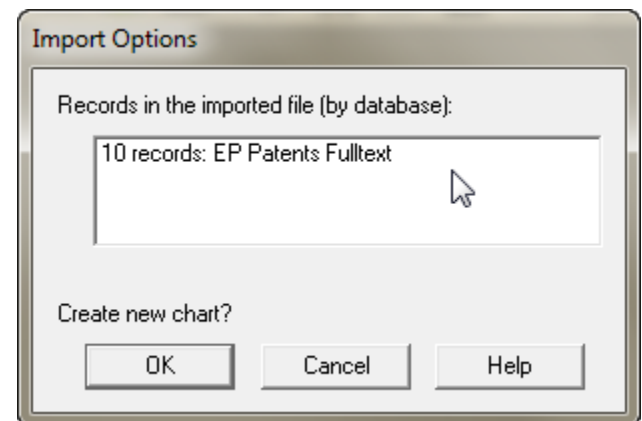 Import Options
Records in the imported file (by database):
10 records: EP Patents Fulltext
Create new chart?
OK Cancel Help